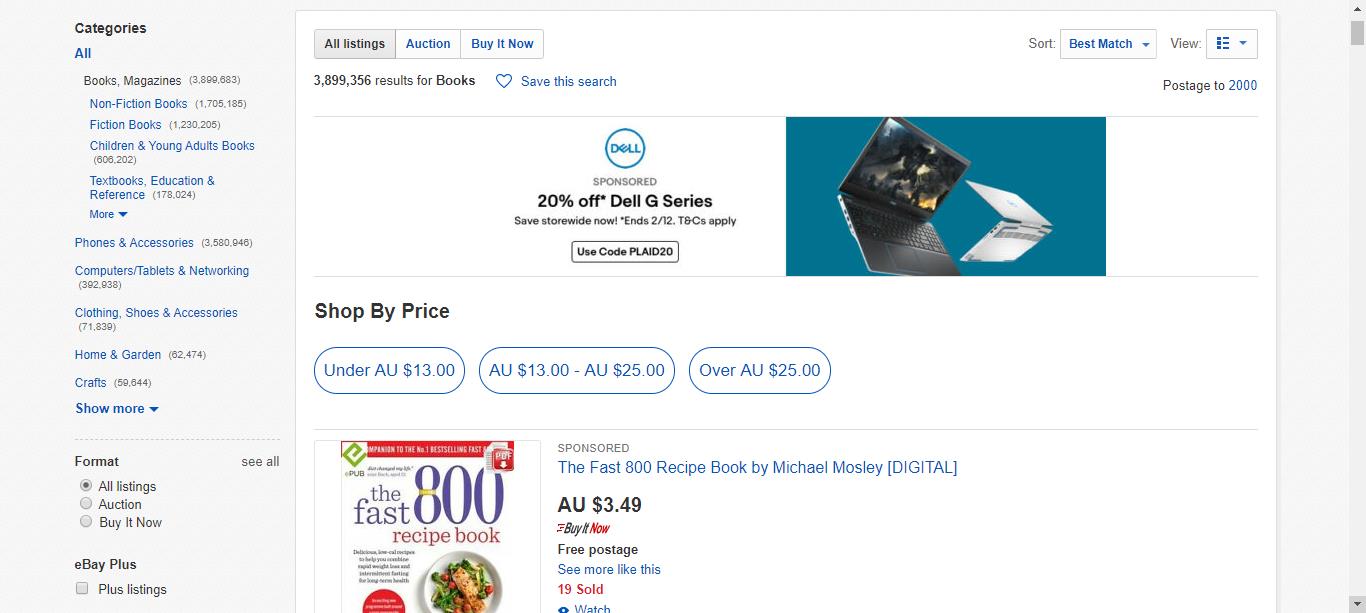 Categories
All
Books, Magazines (3,899,683)
Non-Fiction Books (1,705,185)
Fiction Books (1,230,205)
Children & Young Adults Books
(606,202)
Textbooks, Education &
Reference (178,024)
More
Phones & Accessories (3,580,946)
Computers/Tablets & Networking
(392,938)
Clothing, Shoes & Accessories
(71,839)
Home & Garden (62,474)
Crafts (59,644)
Show more
Format see all
All listings
Auction
Buy It Now
eBay Plus
Plus listings
All listings Auction Buy It Now
Sort: Best Match View:
3,899,356 results for Books Save this search
Postage to 2000
DELL
SPONSORED
20% off* Dell G Series
Save storewide now! *Ends 2/12. T&Cs apply
Use Code PLAID20
Shop By Price
Under AU $13.00 AU $13.00 - AU $25.00 Over AU $25.00
MPANION TO THE No.1 BESTSELLING FAST
PDF
ePUB
the
fast 800
recipe book
Delicious, low-cal recipes
to help you combine
rapid weight loss and
intermittent fasting
for long-term health
SPONSORED
The Fast 800 Recipe Book by Michael Mosley [DIGITAL]
AU $3.49
Buy It Now
Free postage
See more like this
19 Sold
Watch